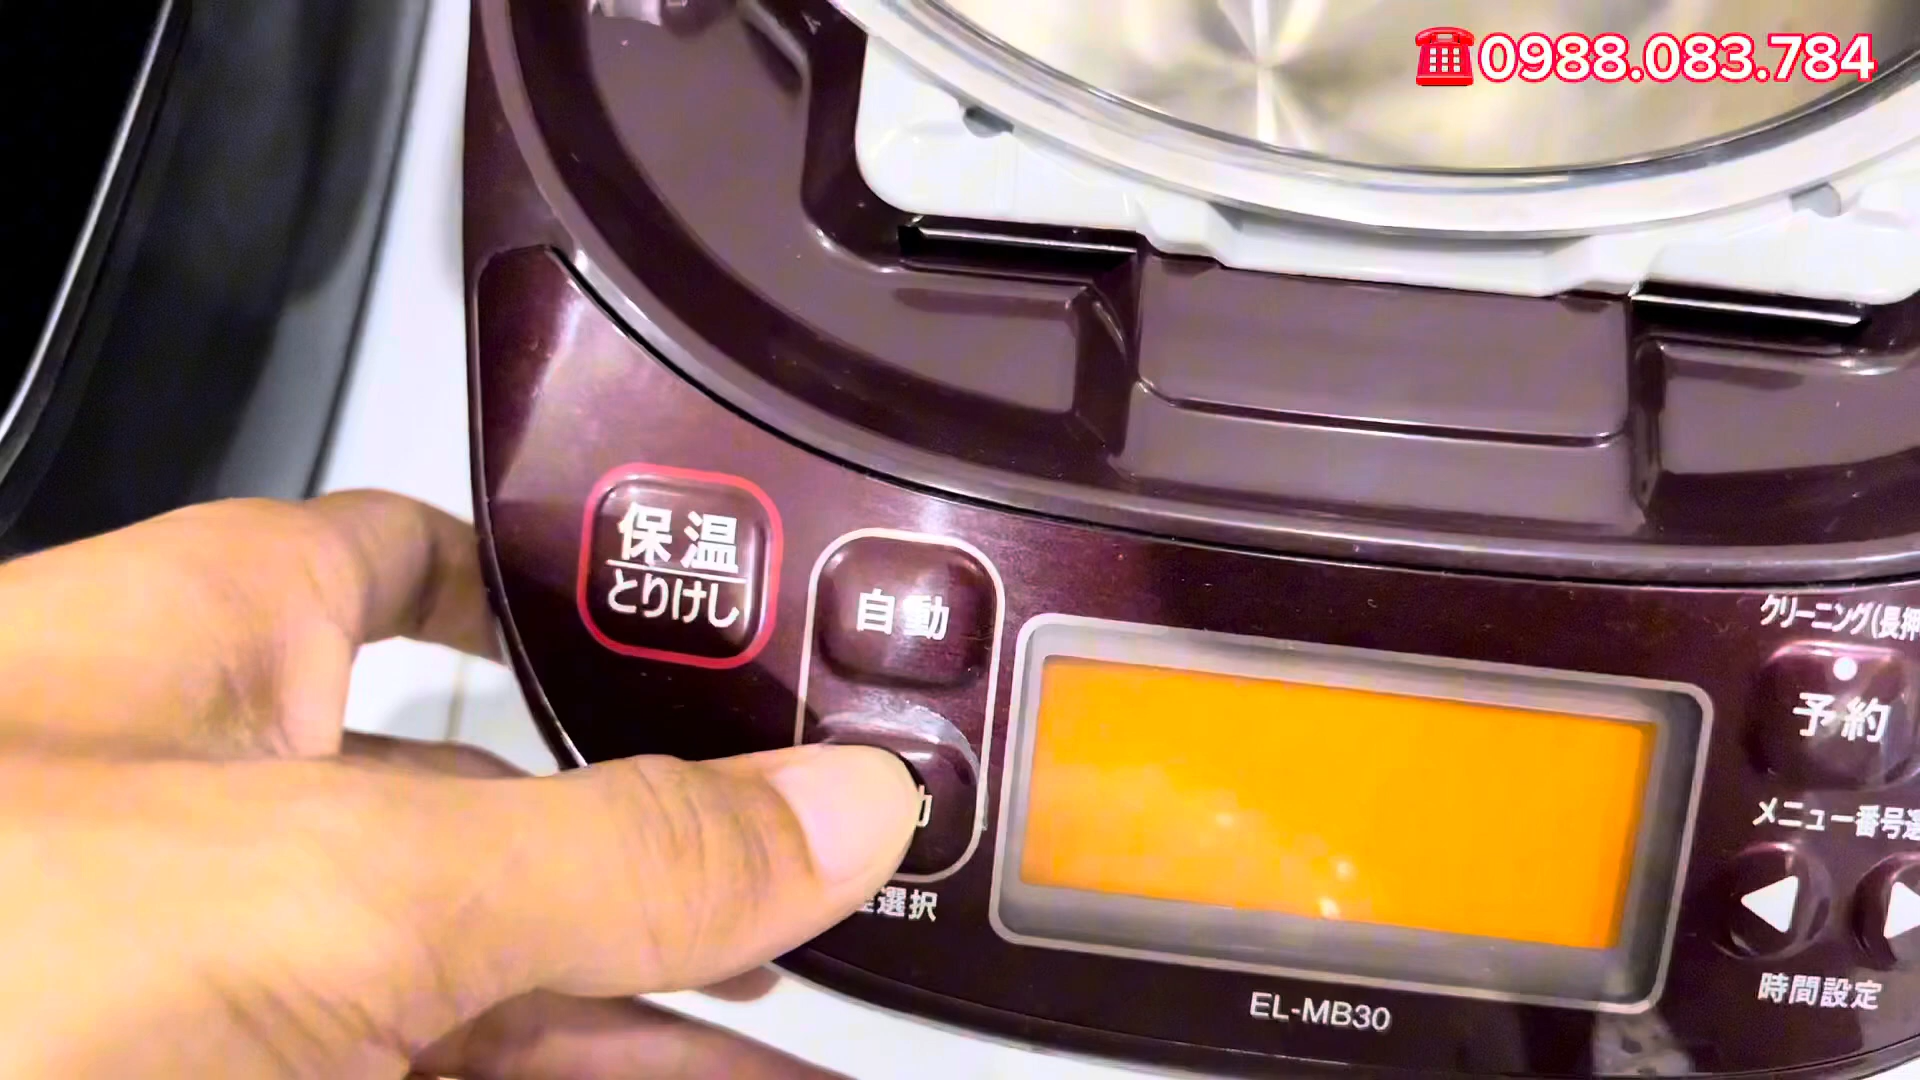 ☎0988.083.784
保温
とりけし
自動
選択
クリーニング(長押
予約
メニュー番号選
時間設定
EL-MB30